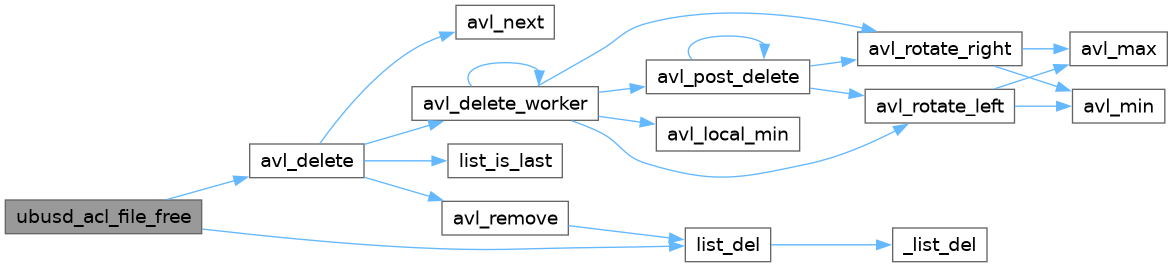 avl_next
avl_rotate_right
avl_max
avl_post_delete
avl_delete_worker
avl_rotate_left
avl_min
avl_local_min
avl_delete
list_is_last
ubusd_acl_file_free
avl_remove
list_del
_list_del